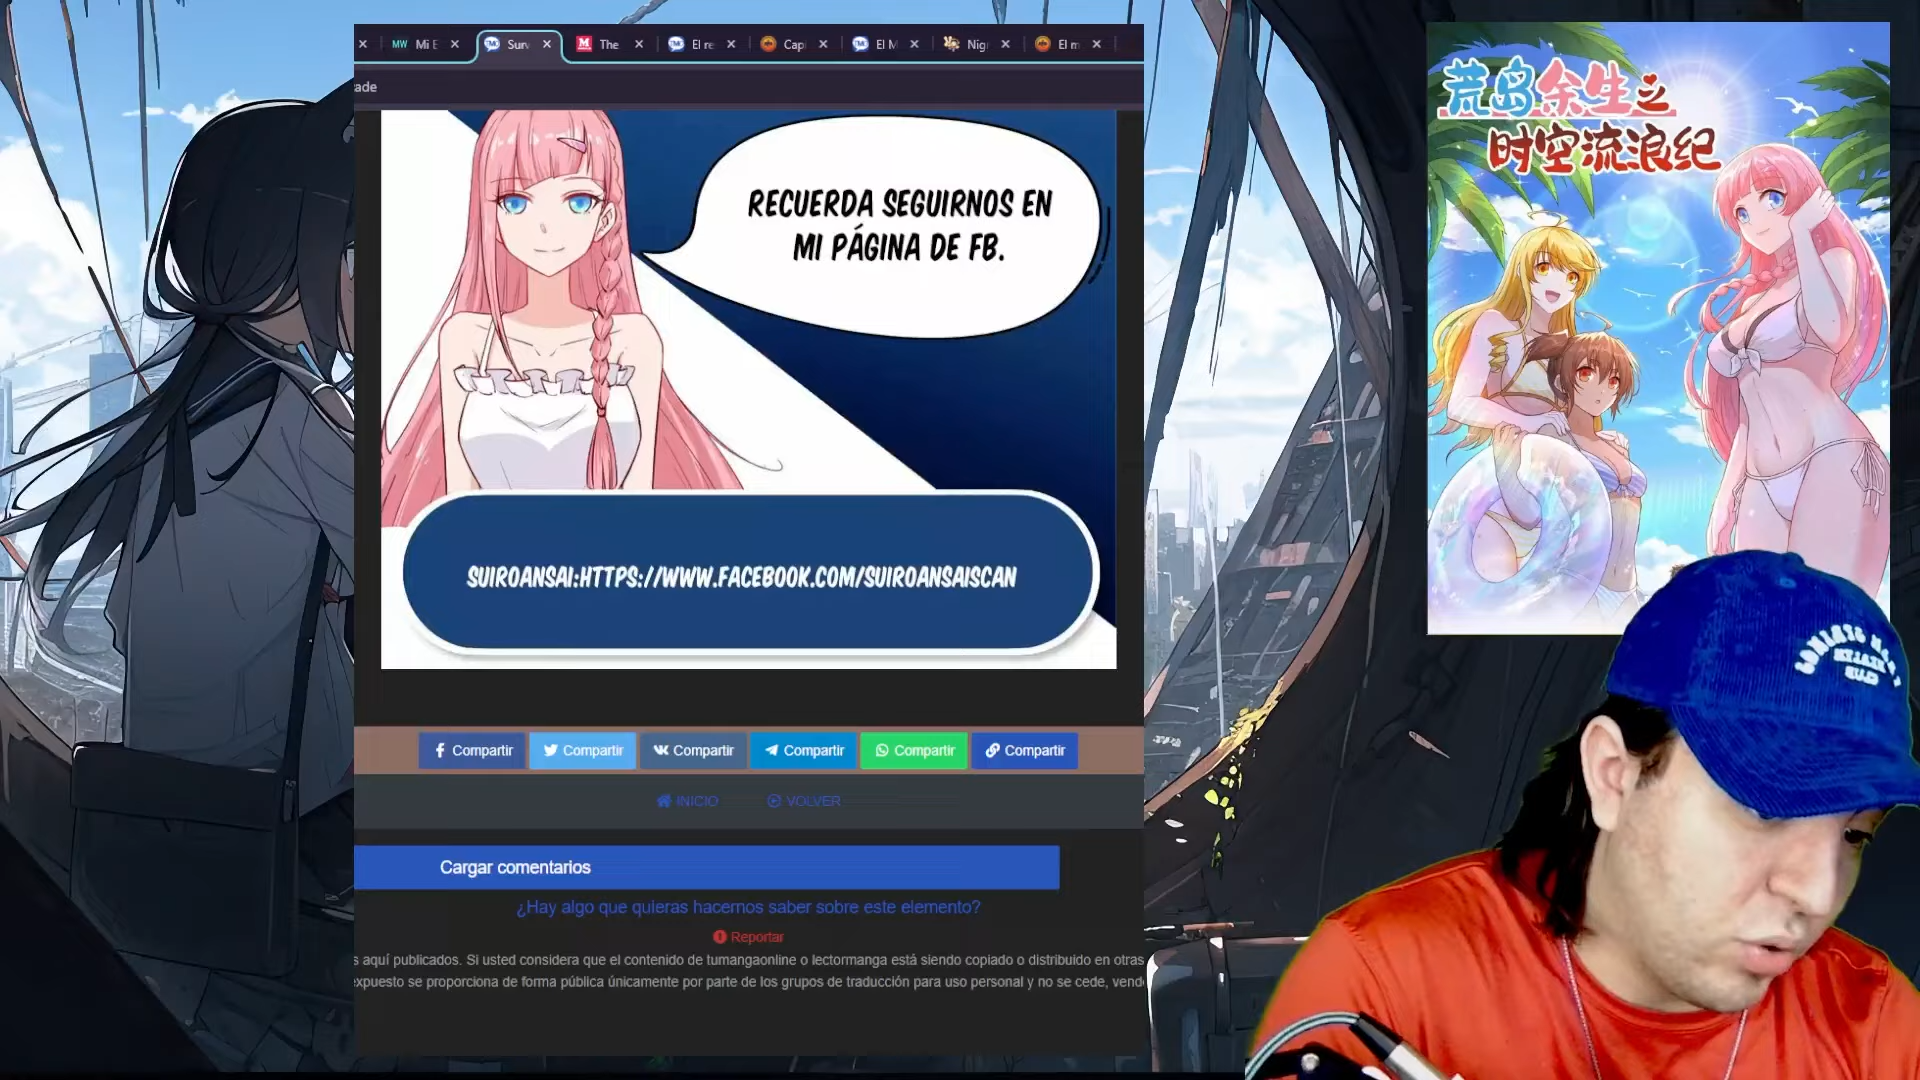 MW Mi E
Surv
The
El re
Cap
El M
Nig
El m
ade
RECUERDA SEGUIRNOS EN
MI PÁGINA DE FB.
SUIROANSAI:HTTPS://WWW.FACEBOOK.COM/SUIROANSAISCAN
Compartir
Compartir
Compartir
Compartir
Compartir
Compartir
INICIO
VOLVER
Cargar comentarios
¿Hay algo que quieras hacernos saber sobre este elemento?
Reportar
s aquí publicados. Si usted considera que el contenido de tumangaonline o lectormanga está siendo copiado o distribuido en otras
expuesto se proporciona de forma pública únicamente por parte de los grupos de traducción para uso personal y no se cede, vend
荒岛余生之
时空流浪纪
HEALTH
CLUB